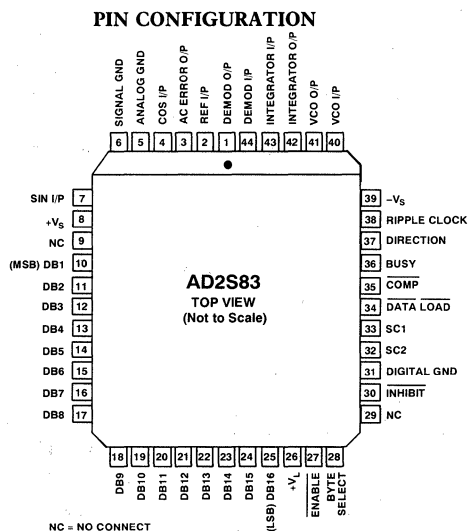 PIN CONFIGURATION
SIGNAL GND
ANALOG GND
COS I/P
AC ERROR O/P
REF I/P
DEMOD O/P
DEMOD I/P
INTEGRATOR I/P
INTEGRATOR O/P
VCO O/P
VCO I/P
6 5 4 3 2 1 44 43 42 41 40
SIN I/P 7
+VS 8
NC 9
(MSB) DB1 10
DB2 11
DB3 12
DB4 13
DB5 14
DB6 15
DB7 16
DB8 17
AD2S83
TOP VIEW
(Not to Scale)
39 –VS
38 RIPPLE CLOCK
37 DIRECTION
36 BUSY
35 COMP
34 DATA LOAD
33 SC1
32 SC2
31 DIGITAL GND
30 INHIBIT
29 NC
18 19 20 21 22 23 24 25 26 27 28
DB9
DB10
DB11
DB12
DB13
DB14
DB15
(LSB) DB16
+VL
ENABLE
BYTE
SELECT
NC = NO CONNECT